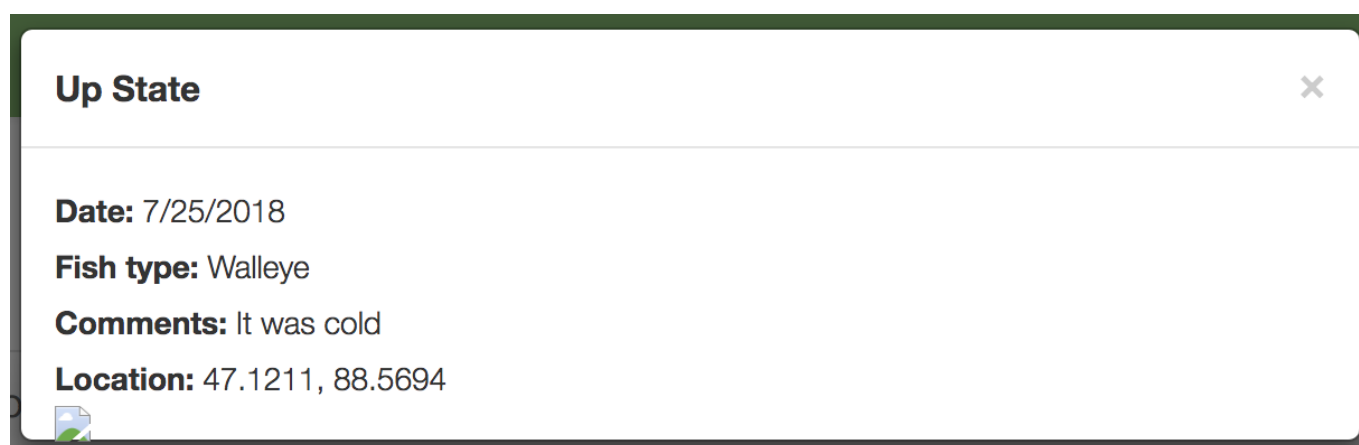 Up State
×
Date: 7/25/2018
Fish type: Walleye
Comments: It was cold
Location: 47.1211, 88.5694